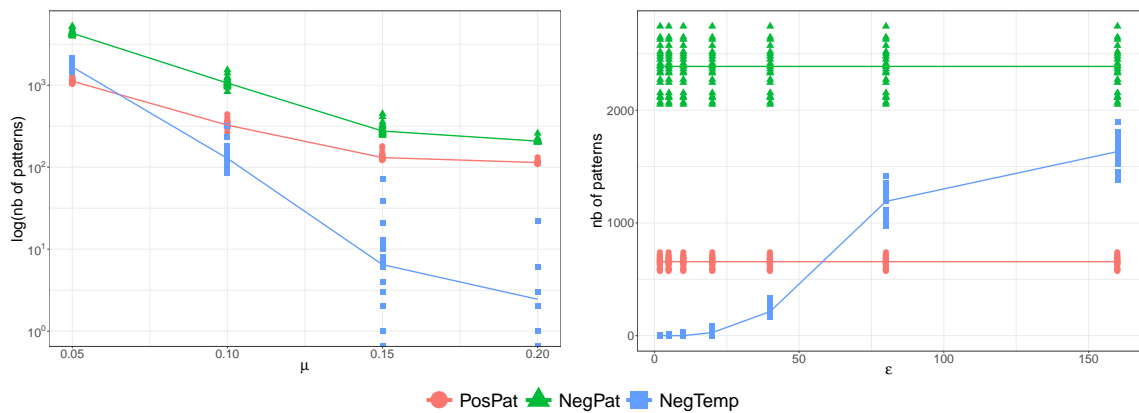 log(nb of patterns)
10³
10²
10¹
10⁰
0.05 0.10 0.15 0.20
μ
nb of patterns
2000
1000
0
0 50 100 150
ε
PosPat NegPat NegTemp